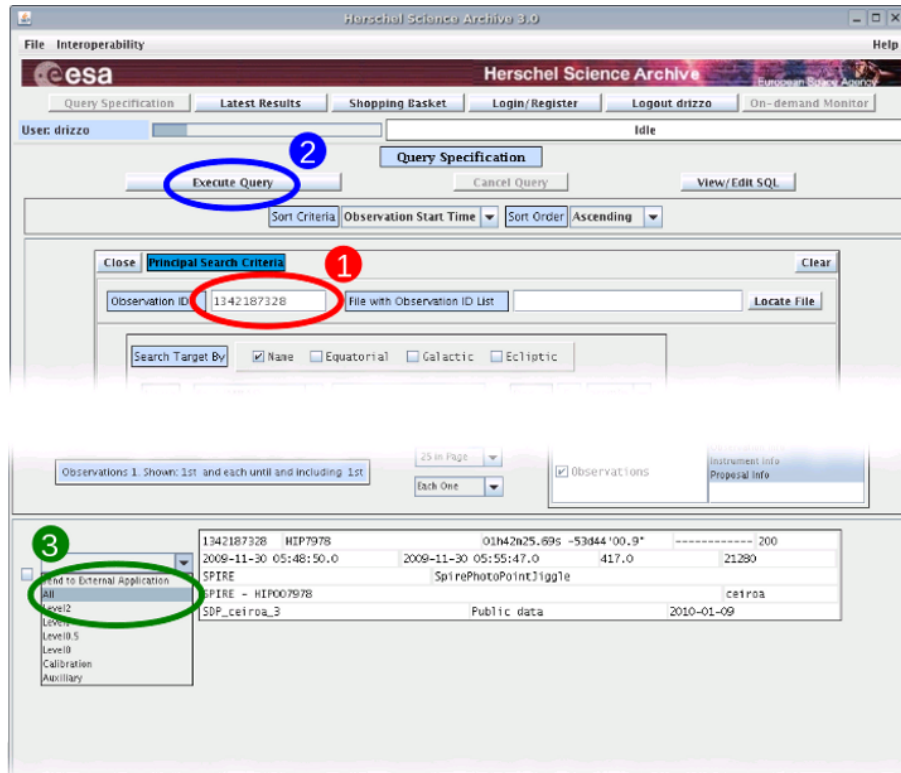 Herschel Science Archive 3.0
File Interoperability Help
esa Herschel Science Archive European Space Agency
Query Specification Latest Results Shopping Basket Login/Register Logout drizzo On-demand Monitor
User: drizzo Idle
2 Query Specification
Execute Query Cancel Query View/Edit SQL
Sort Criteria Observation Start Time Sort Order Ascending
1
Close Principal Search Criteria Clear
Observation ID 1342187328 File with Observation ID List Locate File
Search Target By Name Equatorial Galactic Ecliptic
25 in Page
Instrument Info
Observations 1. Shown: 1st and each until and including 1st Observations Proposal Info
Each One
3
1342187328 HIP7978 01h42m25.69s -53d44'00.9" ------------ 200
2009-11-30 05:48:50.0 2009-11-30 05:55:47.0 417.0 21280
SPIRE SpirePhotoPointJiggle
SPIRE - HIP007978 ceiroa
SDP_ceiroa_3 Public data 2010-01-09
Send to External Application
All
Level2
Level0.5
Level0
Calibration
Auxiliary